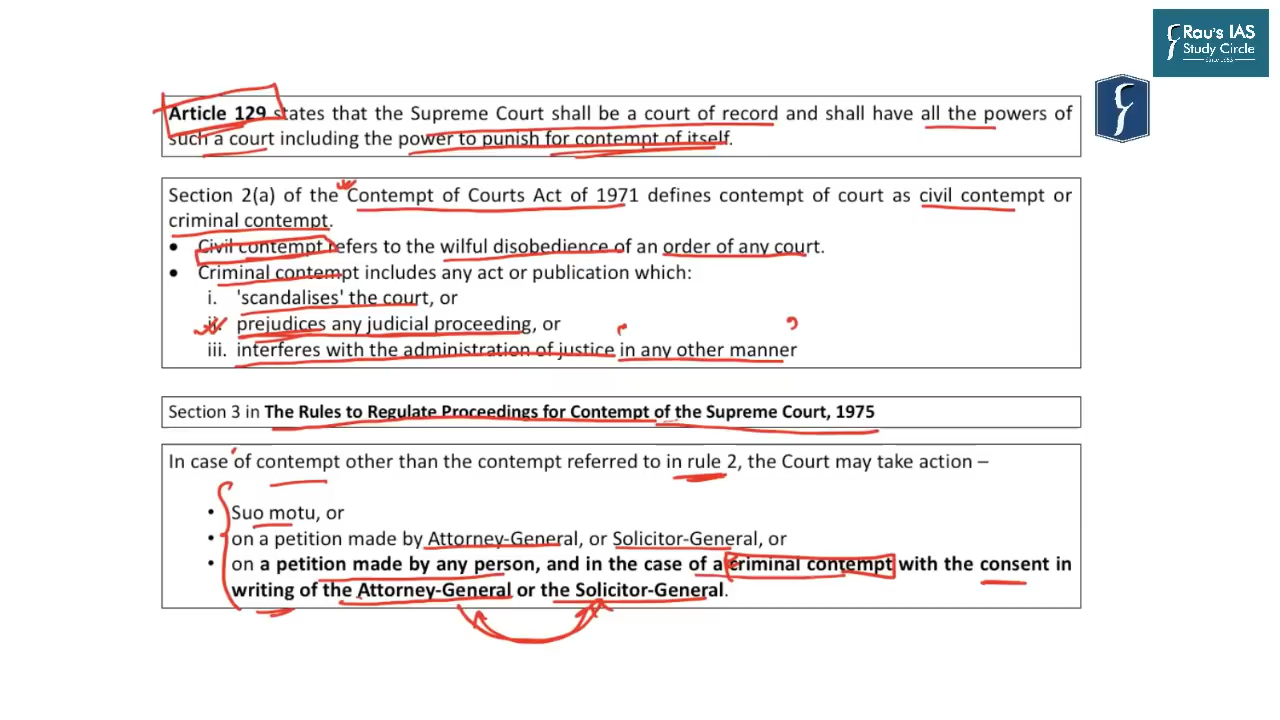 Rau's IAS
Study Circle
Article 129 states that the Supreme Court shall be a court of record and shall have all the powers of
such a court including the power to punish for contempt of itself.
Section 2(a) of the Contempt of Courts Act of 1971 defines contempt of court as civil contempt or
criminal contempt.
• Civil contempt refers to the wilful disobedience of an order of any court.
• Criminal contempt includes any act or publication which:
i. 'scandalises' the court, or
ii. prejudices any judicial proceeding, or
iii. interferes with the administration of justice in any other manner
Section 3 in The Rules to Regulate Proceedings for Contempt of the Supreme Court, 1975
In case of contempt other than the contempt referred to in rule 2, the Court may take action –
• Suo motu, or
• on a petition made by Attorney-General, or Solicitor-General, or
• on a petition made by any person, and in the case of a criminal contempt with the consent in
writing of the Attorney-General or the Solicitor-General.